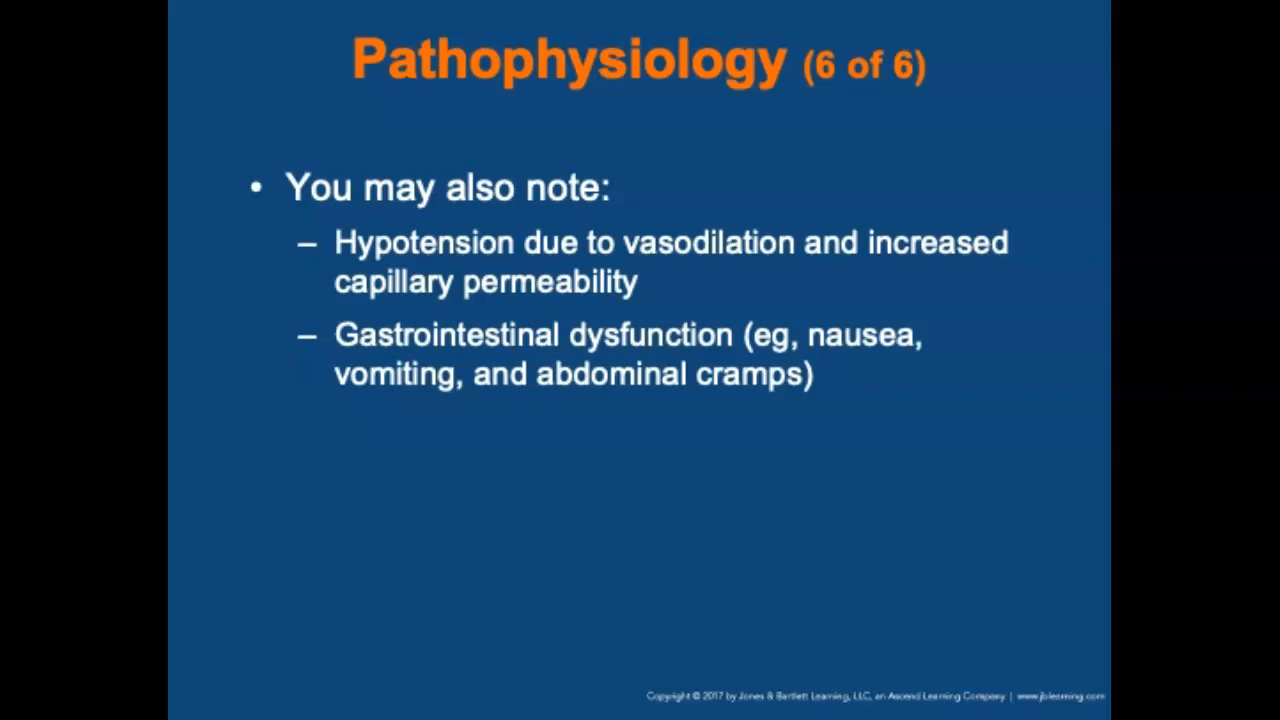 Pathophysiology (6 of 6)
• You may also note:
– Hypotension due to vasodilation and increased
capillary permeability
– Gastrointestinal dysfunction (eg, nausea,
vomiting, and abdominal cramps)
Copyright © 2017 by Jones & Bartlett Learning, LLC, an Ascend Learning Company | www.jblearning.com